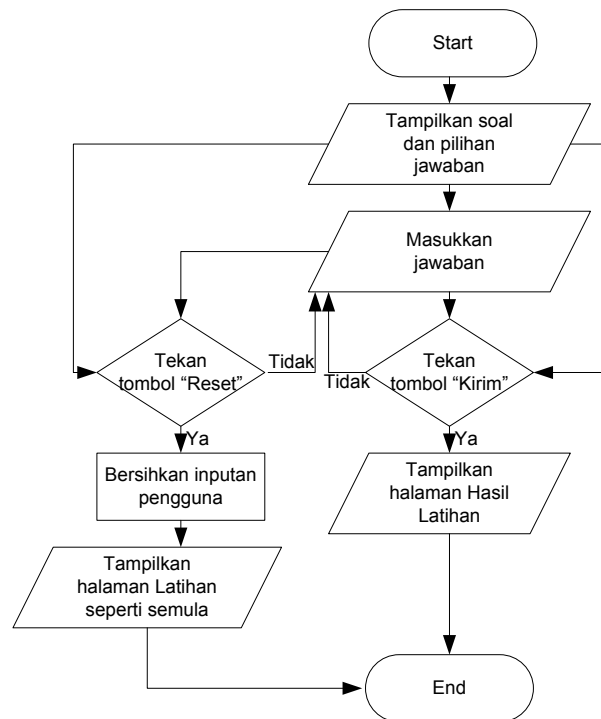 Start
Tampilkan soal
dan pilihan
jawaban
Masukkan
jawaban
Tekan
tombol “Reset”
Tidak
Tidak
Tekan
tombol “Kirim”
Ya
Ya
Bersihkan inputan
pengguna
Tampilkan
halaman Hasil
Latihan
Tampilkan
halaman Latihan
seperti semula
End